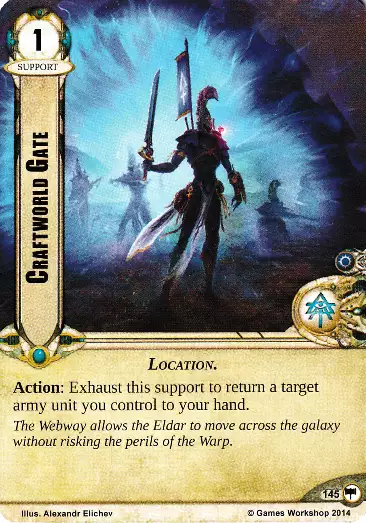 1
SUPPORT
CRAFTWORLD GATE
LOCATION.
Action: Exhaust this support to return a target
army unit you control to your hand.
The Webway allows the Eldar to move across the galaxy
without risking the perils of the Warp.
145
Illus. Alexandr Elichev
© Games Workshop 2014